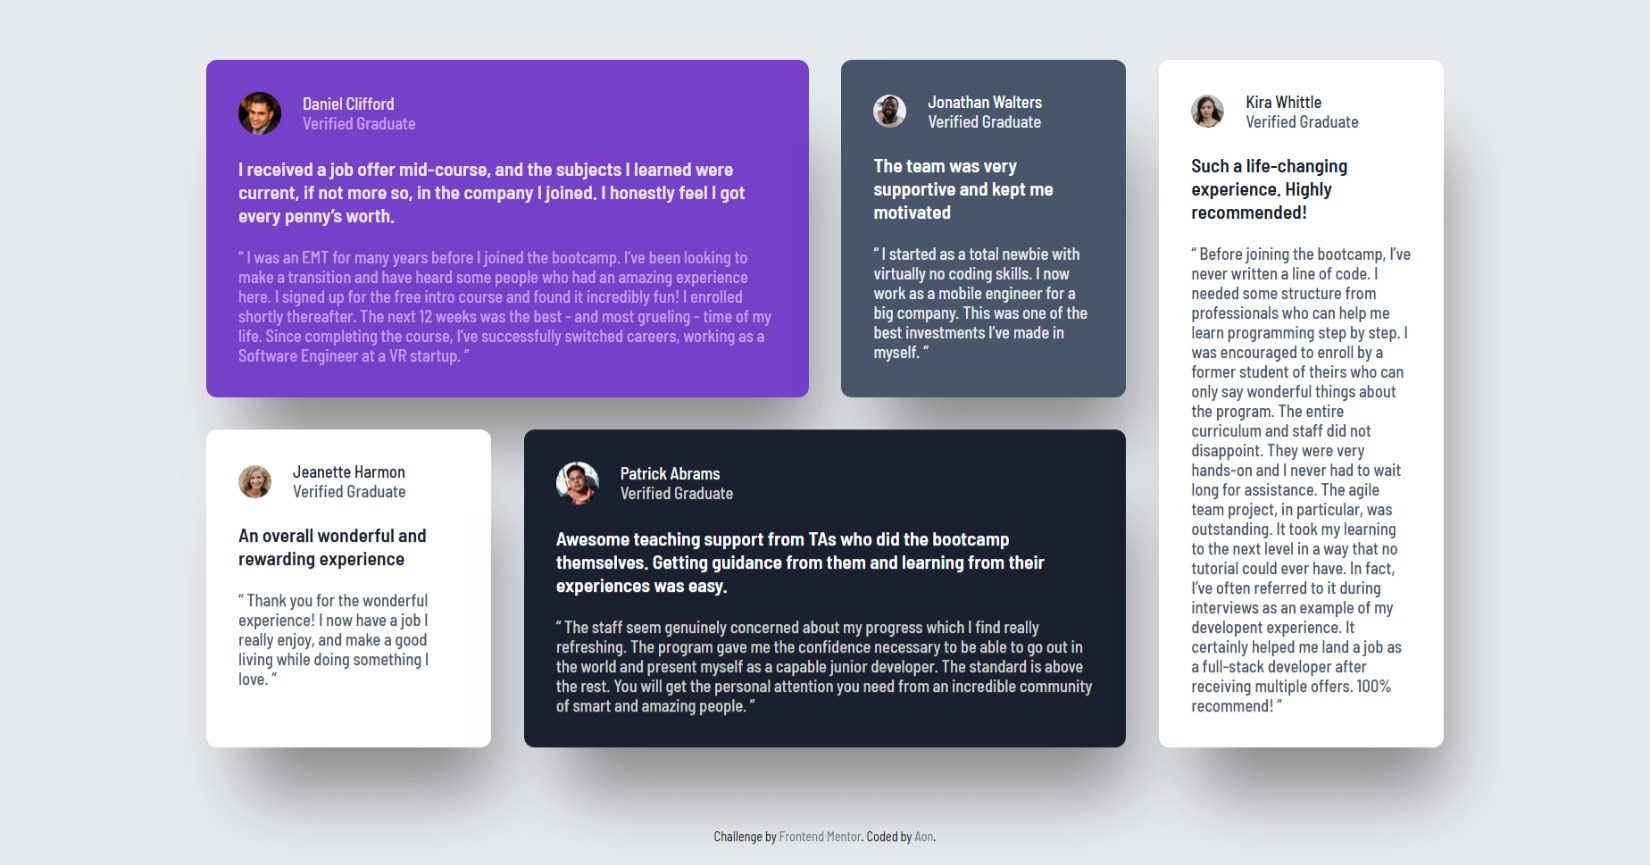 Daniel Clifford
Verified Graduate
I received a job offer mid-course, and the subjects I learned were
current, if not more so, in the company I joined. I honestly feel I got
every penny’s worth.
“ I was an EMT for many years before I joined the bootcamp. I’ve been looking to
make a transition and have heard some people who had an amazing experience
here. I signed up for the free intro course and found it incredibly fun! I enrolled
shortly thereafter. The next 12 weeks was the best - and most grueling - time of my
life. Since completing the course, I’ve successfully switched careers, working as a
Software Engineer at a VR startup. ”
Jonathan Walters
Verified Graduate
The team was very
supportive and kept me
motivated
“ I started as a total newbie with
virtually no coding skills. I now
work as a mobile engineer for a
big company. This was one of the
best investments I’ve made in
myself. ”
Kira Whittle
Verified Graduate
Such a life-changing
experience. Highly
recommended!
“ Before joining the bootcamp, I’ve
never written a line of code. I
needed some structure from
professionals who can help me
learn programming step by step. I
was encouraged to enroll by a
former student of theirs who can
only say wonderful things about
the program. The entire
curriculum and staff did not
disappoint. They were very
hands-on and I never had to wait
long for assistance. The agile
team project, in particular, was
outstanding. It took my learning
to the next level in a way that no
tutorial could ever have. In fact,
I’ve often referred to it during
interviews as an example of my
developent experience. It
certainly helped me land a job as
a full-stack developer after
receiving multiple offers. 100%
recommend! ”
Jeanette Harmon
Verified Graduate
An overall wonderful and
rewarding experience
“ Thank you for the wonderful
experience! I now have a job I
really enjoy, and make a good
living while doing something I
love. ”
Patrick Abrams
Verified Graduate
Awesome teaching support from TAs who did the bootcamp
themselves. Getting guidance from them and learning from their
experiences was easy.
“ The staff seem genuinely concerned about my progress which I find really
refreshing. The program gave me the confidence necessary to be able to go out in
the world and present myself as a capable junior developer. The standard is above
the rest. You will get the personal attention you need from an incredible community
of smart and amazing people. ”
Challenge by Frontend Mentor. Coded by Aon.